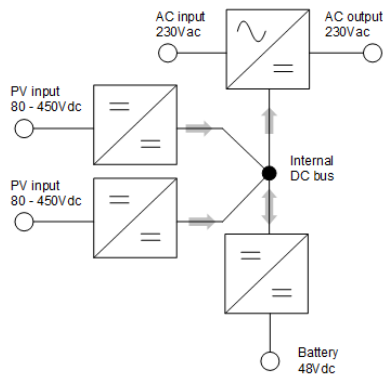 AC input
230Vac
AC output
230Vac
PV input
80 - 450Vdc
PV input
80 - 450Vdc
Internal
DC bus
Battery
48Vdc